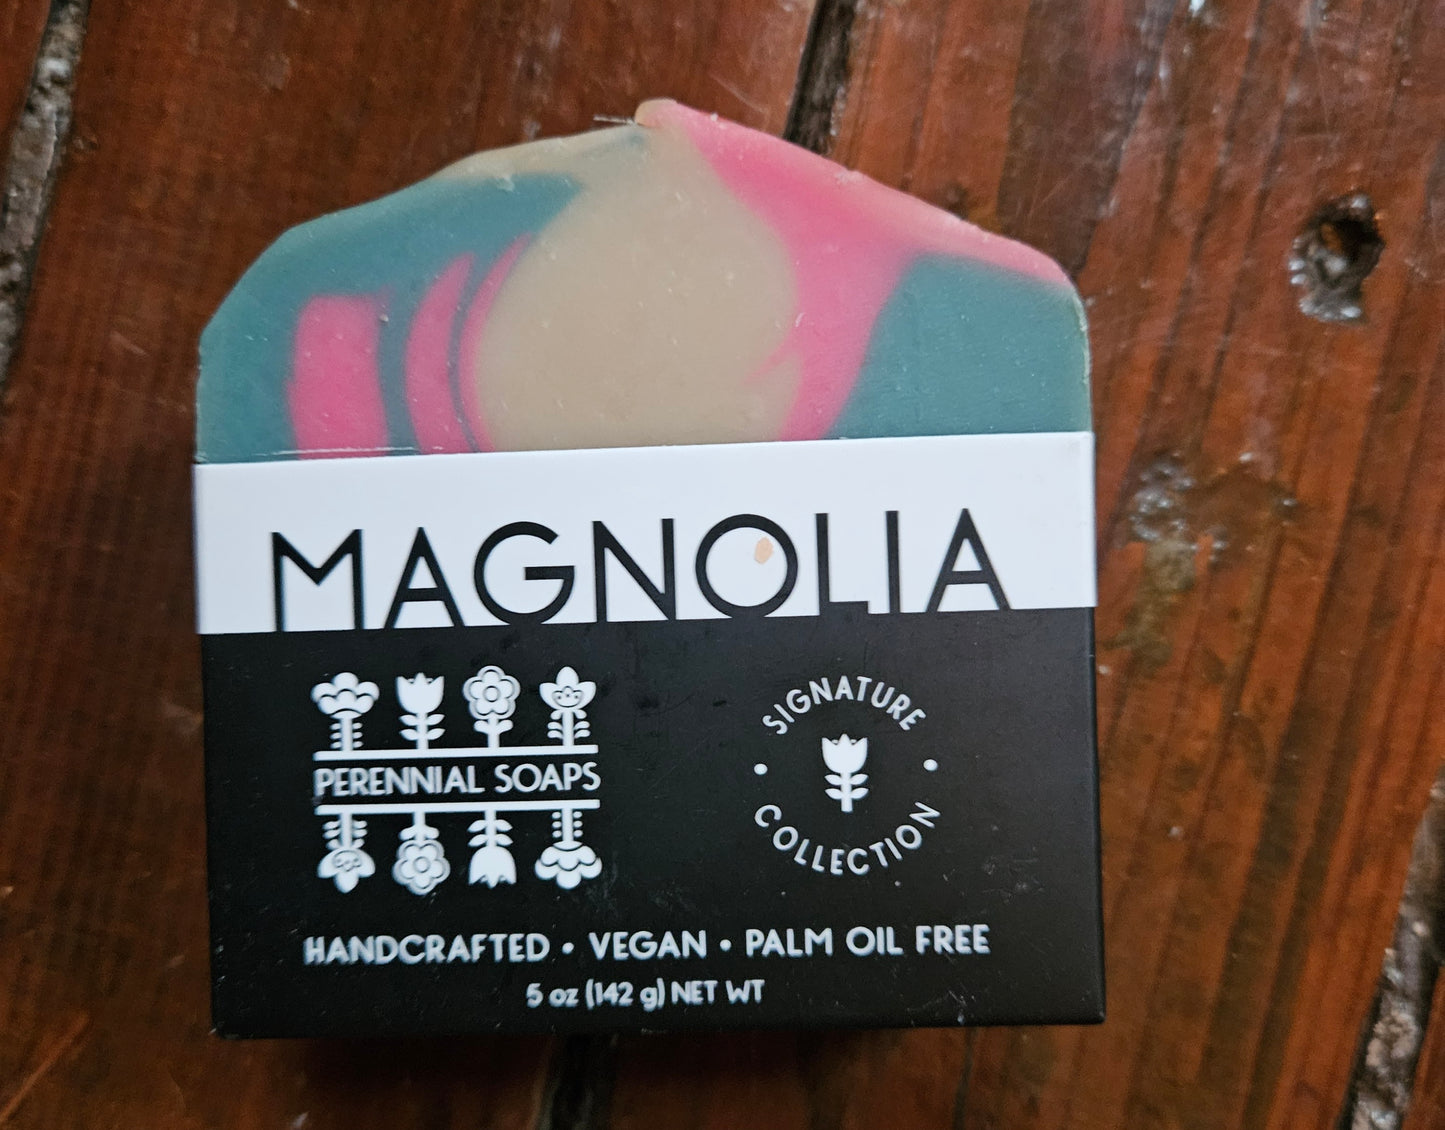 MAGNOLIA
PERENNIAL SOAPS
SIGNATURE
COLLECTION
HANDCRAFTED • VEGAN • PALM OIL FREE
5 oz (142 g) NET WT